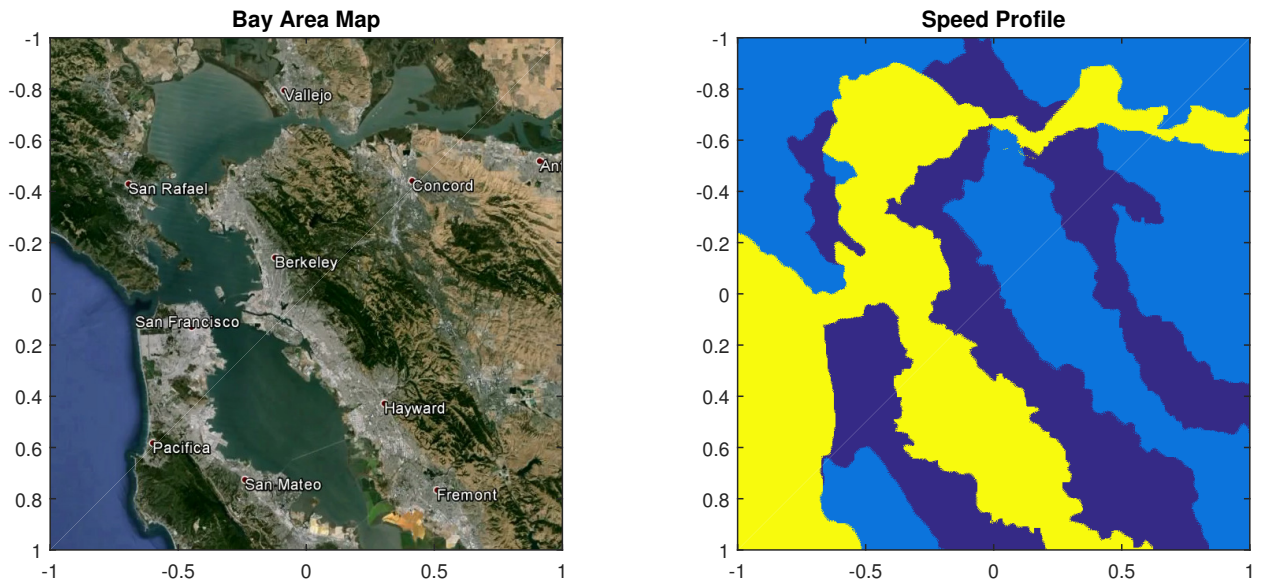 Bay Area Map
-1
-0.8
-0.6
-0.4
-0.2
0
0.2
0.4
0.6
0.8
1
-1
-0.5
0
0.5
1
Vallejo
Ant
San Rafael
Concord
Berkeley
San Francisco
Hayward
Pacifica
San Mateo
Fremont
Speed Profile
-1
-0.8
-0.6
-0.4
-0.2
0
0.2
0.4
0.6
0.8
1
-1
-0.5
0
0.5
1